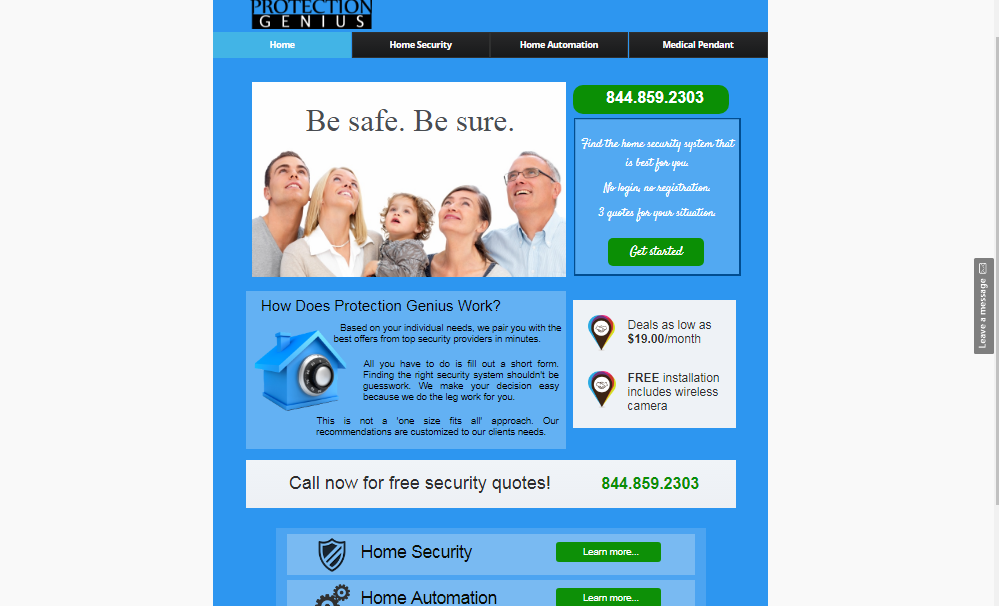 PROTECTION
GENIUS
Home
Home Security
Home Automation
Medical Pendant
Be safe. Be sure.
844.859.2303
Find the home security system that
is best for you.
No login, no registration.
3 quotes for your situation.
Get started
How Does Protection Genius Work?
Based on your individual needs, we pair you with the
best offers from top security providers in minutes.
All you have to do is fill out a short form.
Finding the right security system shouldn't be
guesswork. We make your decision easy
because we do the leg work for you.
This is not a 'one size fits all' approach. Our
recommendations are customized to our clients needs.
Deals as low as
$19.00/month
FREE installation
includes wireless
camera
Call now for free security quotes!
844.859.2303
Home Security
Learn more...
Home Automation
Learn more...
Leave a message